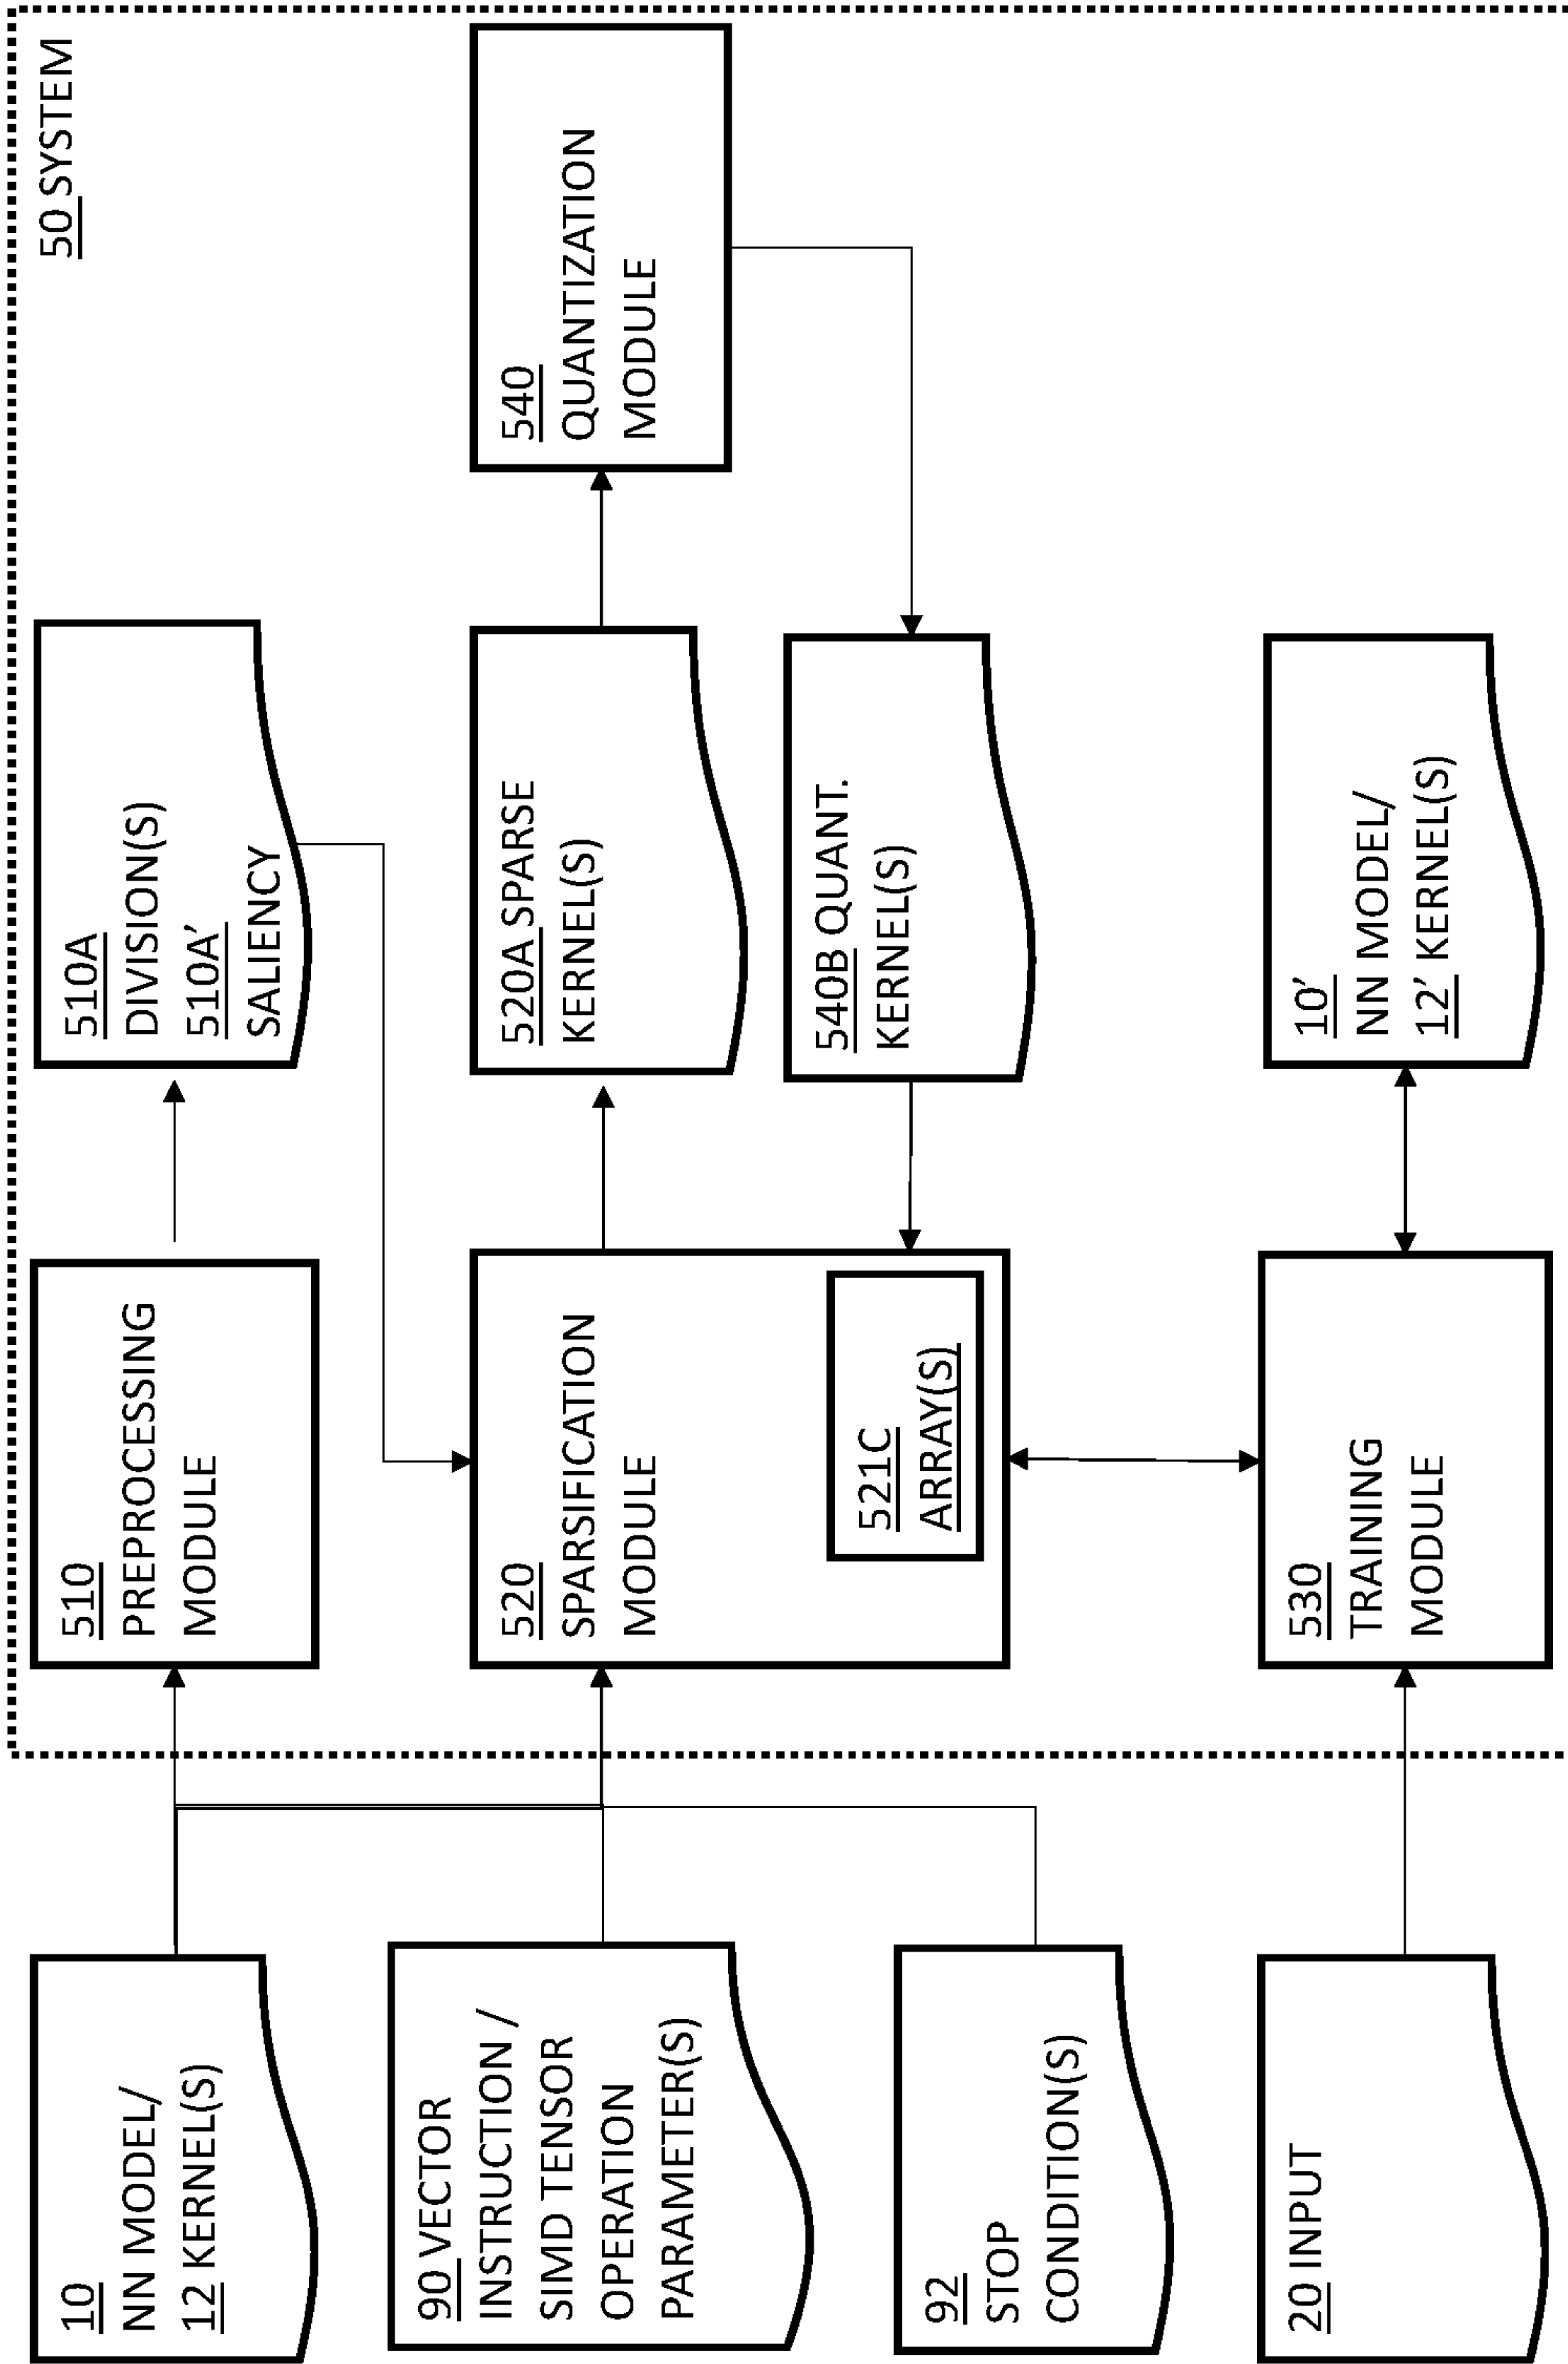 50 SYSTEM
10
NN MODEL/
12 KERNEL(S)
510
PREPROCESSING
MODULE
510A
DIVISION(S)
510A’
SALIENCY
90 VECTOR
INSTRUCTION /
SIMD TENSOR
OPERATION
PARAMETER(S)
520
SPARSIFICATION
MODULE
521C
ARRAY(S)
520A SPARSE
KERNEL(S)
540
QUANTIZATION
MODULE
540B QUANT.
KERNEL(S)
92
STOP
CONDITION(S)
20 INPUT
530
TRAINING
MODULE
10’
NN MODEL/
12’ KERNEL(S)